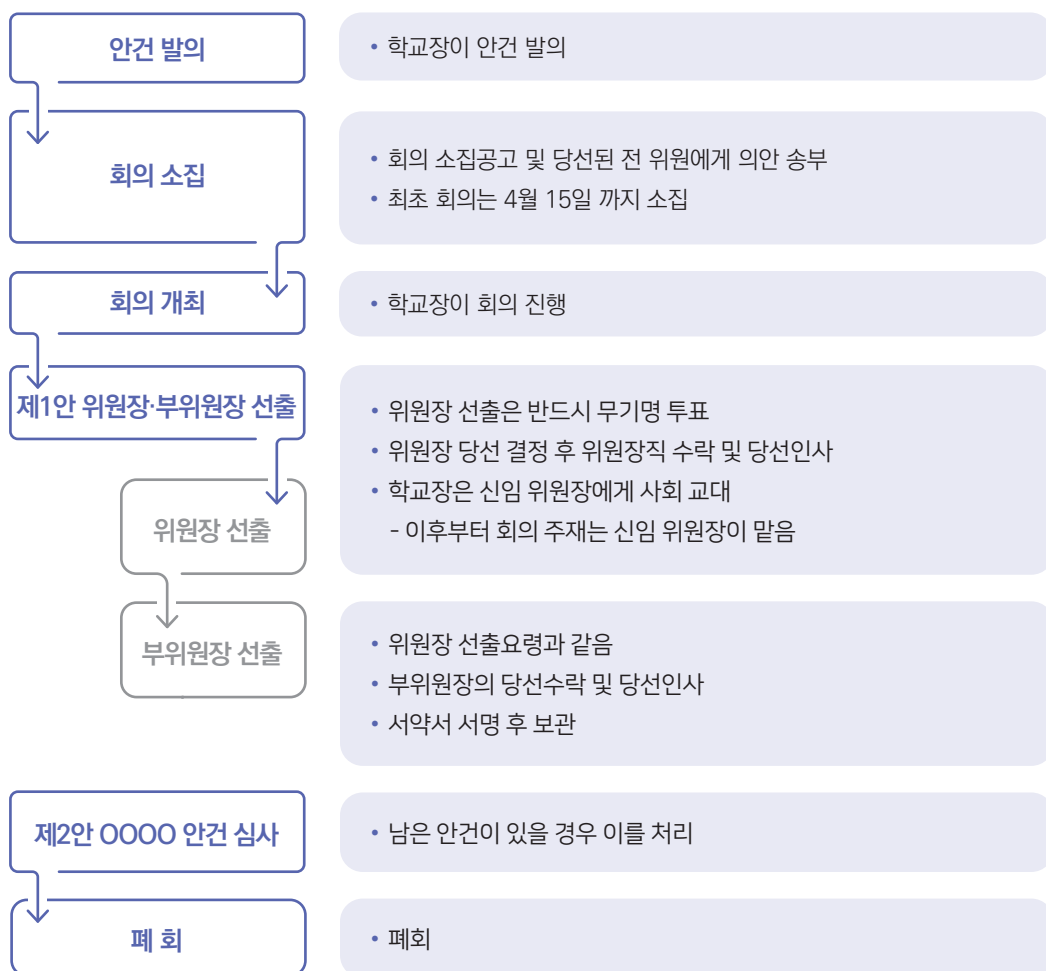 안건 발의
• 학교장이 안건 발의
회의 소집
• 회의 소집공고 및 당선된 전 위원에게 의안 송부
• 최초 회의는 4월 15일 까지 소집
회의 개최
• 학교장이 회의 진행
제1안 위원장·부위원장 선출
위원장 선출
• 위원장 선출은 반드시 무기명 투표
• 위원장 당선 결정 후 위원장직 수락 및 당선인사
• 학교장은 신임 위원장에게 사회 교대
- 이후부터 회의 주재는 신임 위원장이 맡음
부위원장 선출
• 위원장 선출요령과 같음
• 부위원장의 당선수락 및 당선인사
• 서약서 서명 후 보관
제2안 OOOO 안건 심사
• 남은 안건이 있을 경우 이를 처리
폐 회
• 폐회